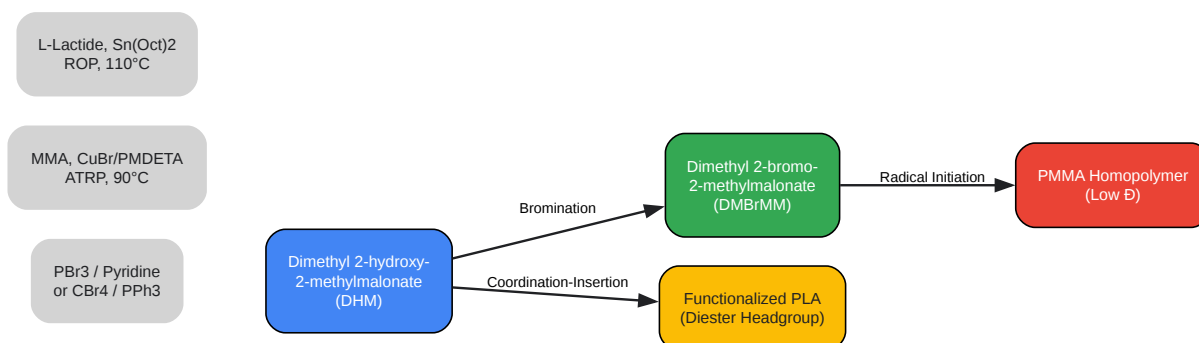 L-Lactide, Sn(Oct)2
ROP, 110°C
MMA, CuBr/PMDETA
ATRP, 90°C
PBr3 / Pyridine
or CBr4 / PPh3
Dimethyl 2-hydroxy-
2-methylmalonate
(DHM)
Bromination
Coordination-Insertion
Dimethyl 2-bromo-
2-methylmalonate
(DMBrMM)
Functionalized PLA
(Diester Headgroup)
Radical Initiation
PMMA Homopolymer
(Low Đ)